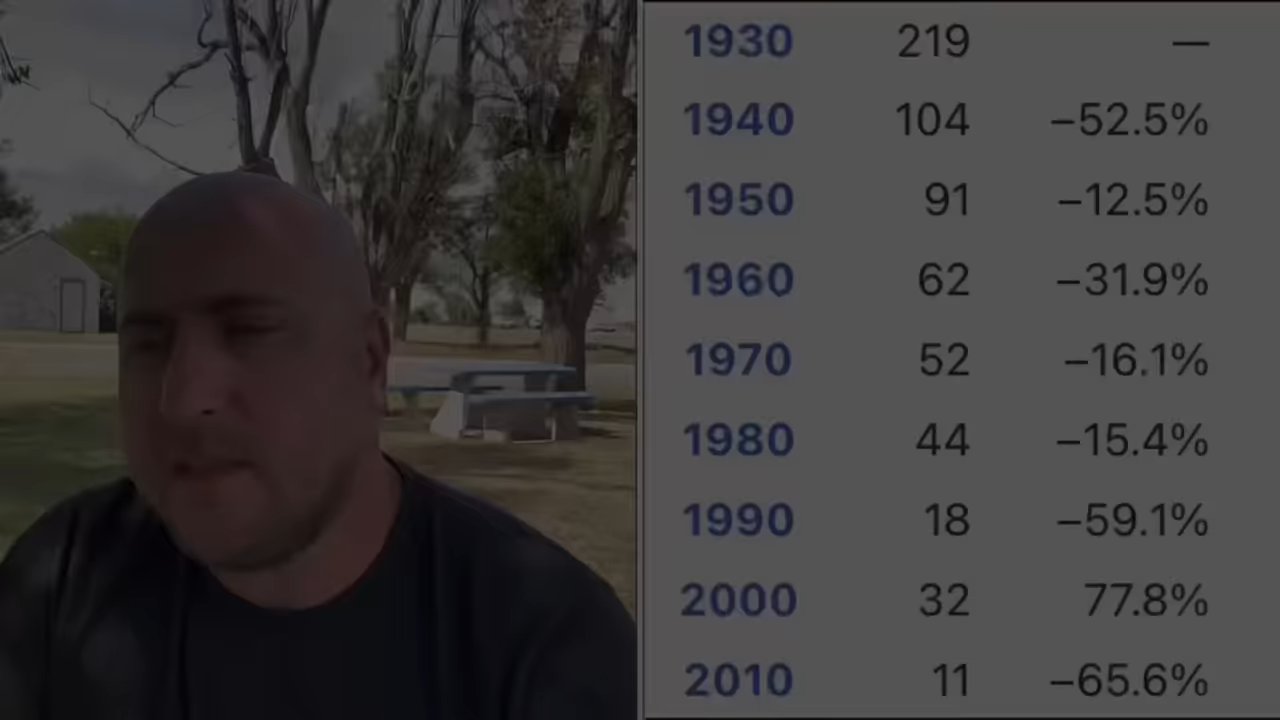 1930 219 —
1940 104 −52.5%
1950 91 −12.5%
1960 62 −31.9%
1970 52 −16.1%
1980 44 −15.4%
1990 18 −59.1%
2000 32 77.8%
2010 11 −65.6%